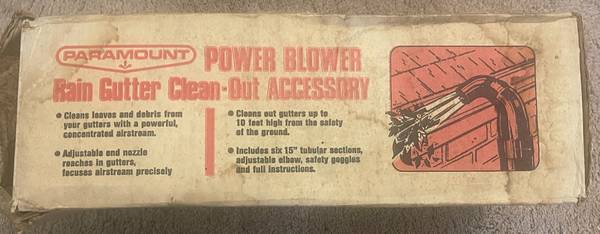 PARAMOUNT
POWER BLOWER
Rain Gutter Clean-Out ACCESSORY
• Cleans leaves and debris from
your gutters with a powerful,
concentrated airstream.
• Adjustable end nozzle
reaches in gutters,
focuses airstream precisely
• Cleans out gutters up to
10 feet high from the safety
of the ground.
• Includes six 15" tubular sections,
adjustable elbow, safety goggles
and full instructions.